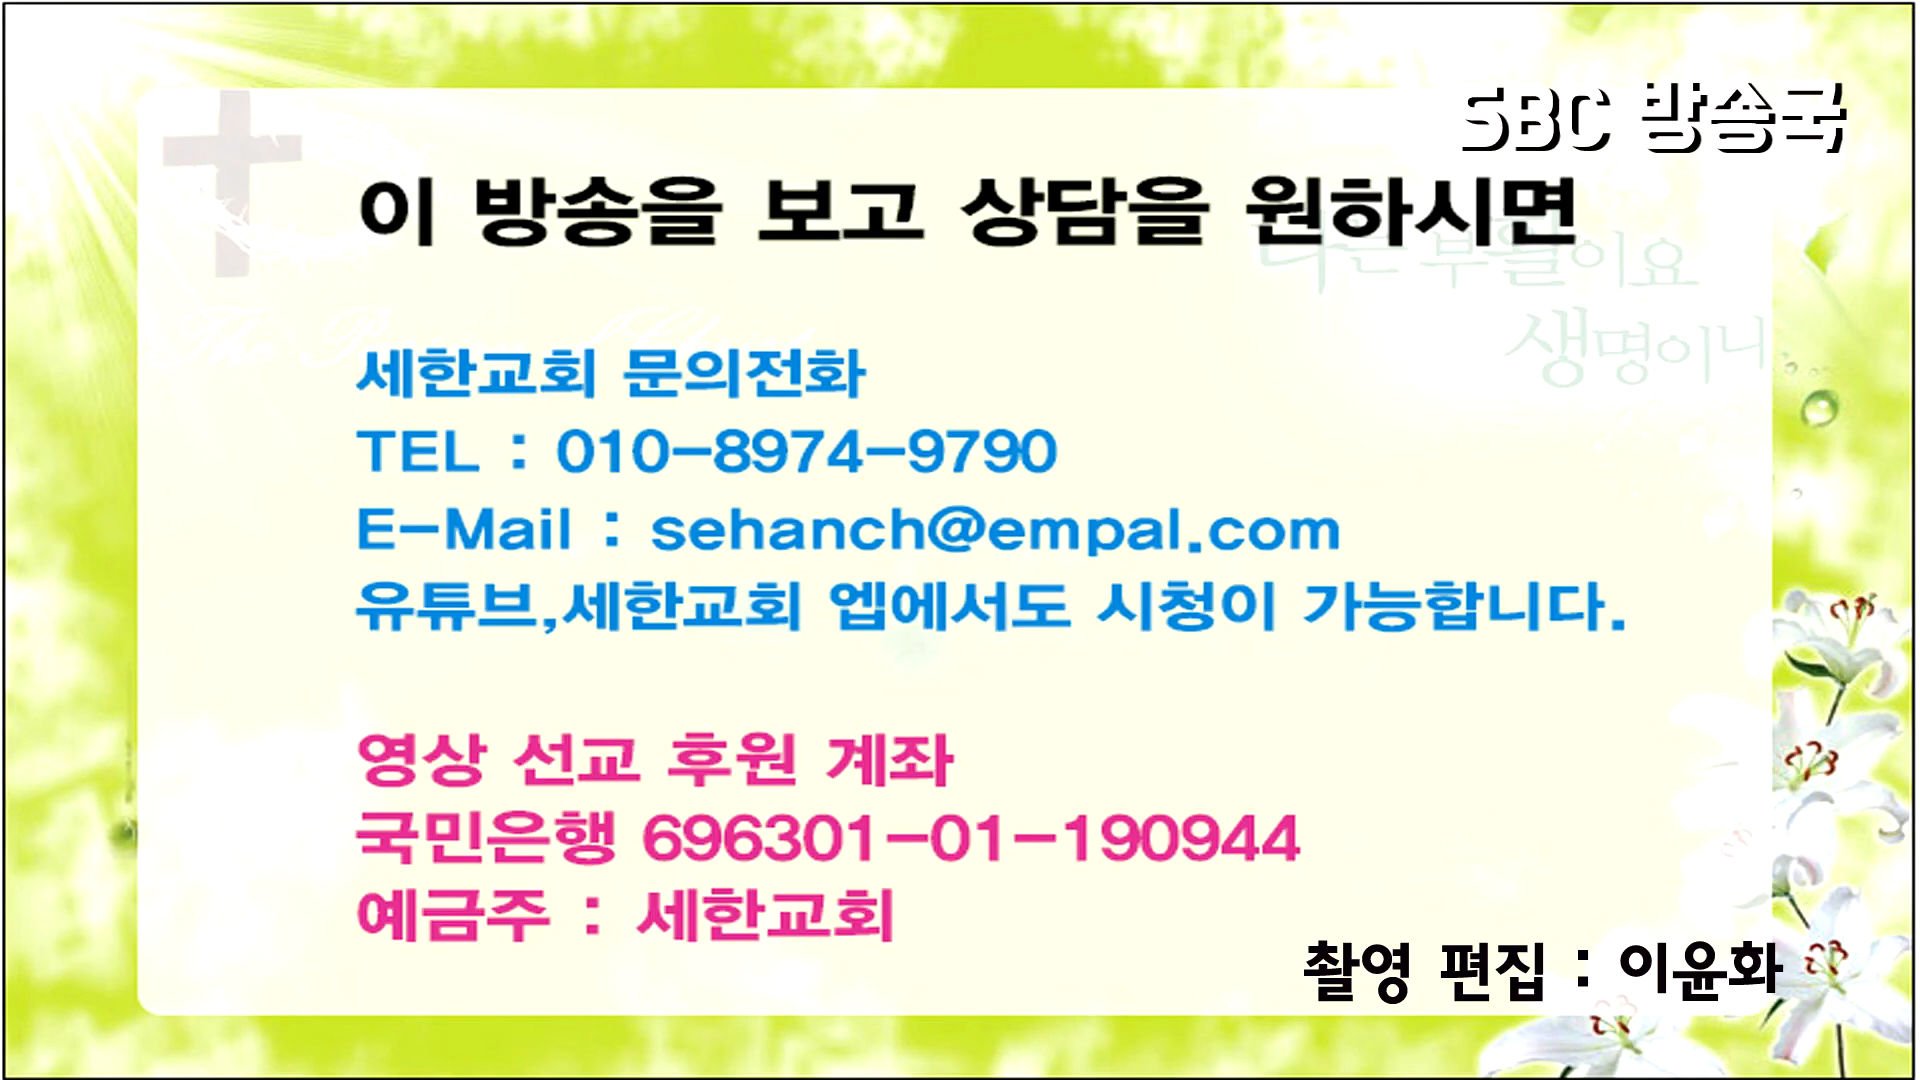 SBC 방송국
이 방송을 보고 상담을 원하시면
나는 부활이요
생명이니
세한교회 문의전화
TEL : 010-8974-9790
E-Mail : sehanch@empal.com
유튜브,세한교회 엡에서도 시청이 가능합니다.
영상 선교 후원 계좌
국민은행 696301-01-190944
예금주 : 세한교회
촬영 편집 : 이윤화